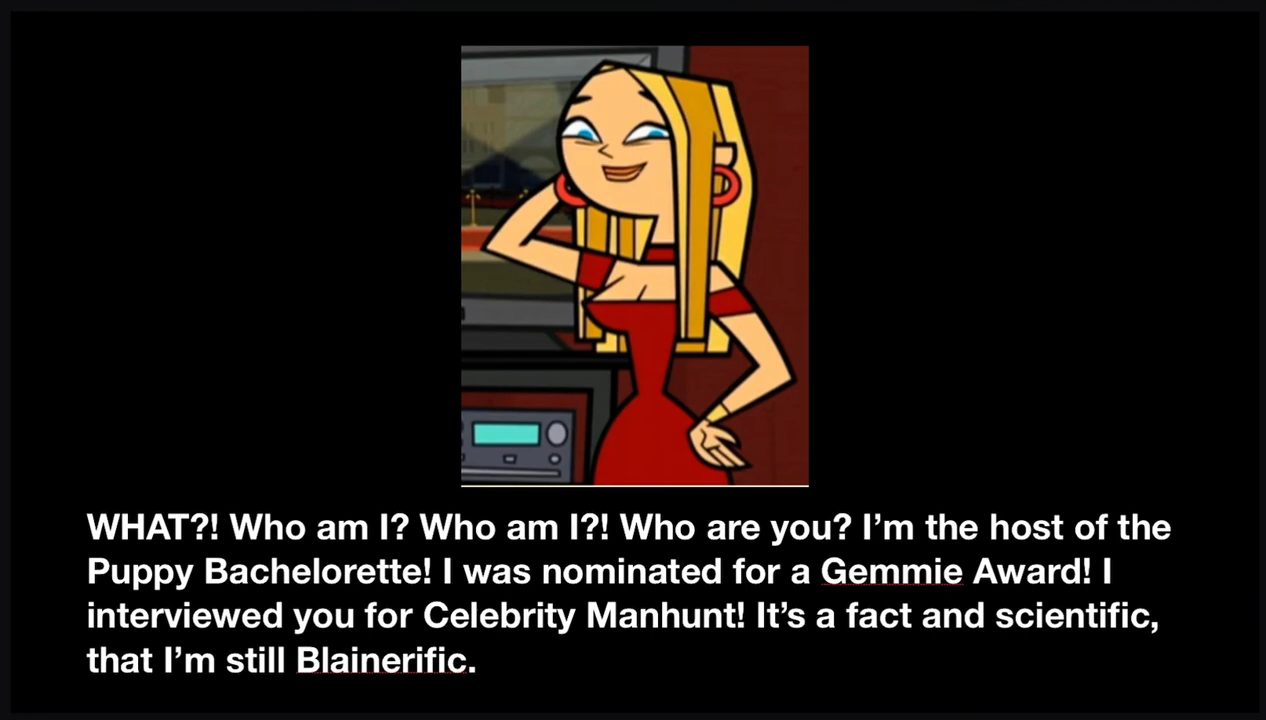 WHAT?! Who am I? Who am I?! Who are you? I’m the host of the
Puppy Bachelorette! I was nominated for a Gemmie Award! I
interviewed you for Celebrity Manhunt! It’s a fact and scientific,
that I’m still Blainerific.